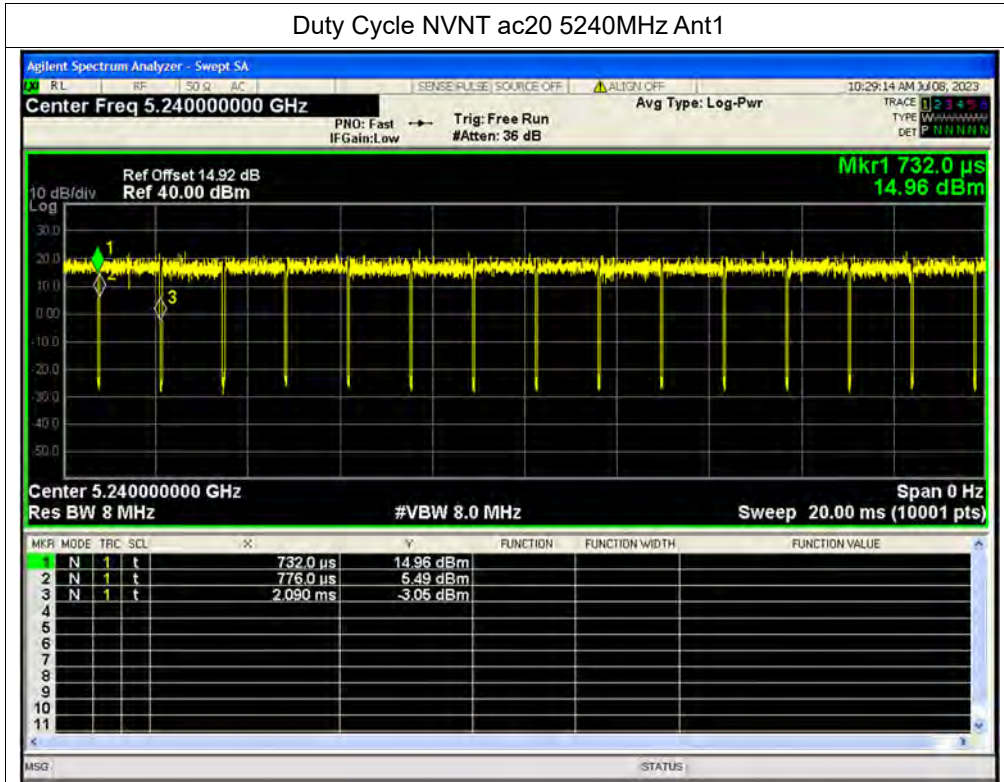 Duty Cycle NVNT ac20 5240MHz Ant1
Agilent Spectrum Analyzer - Swept SA
LXI RL RF 50 Ω AC SENSE:PULSE SOURCE OFF ALIGN OFF 10:29:14 AM Jul 08, 2023
Center Freq 5.240000000 GHz Avg Type: Log-Pwr TRACE 1 2 3 4 5 6
PNO: Fast Trig: Free Run TYPE W
IFGain:Low #Atten: 36 dB DET P N N N N N
Mkr1 732.0 µs
14.96 dBm
Ref Offset 14.92 dB
10 dB/div Ref 40.00 dBm
Log
30.0
1
20.0
2
10.0
3
0.00
-10.0
-20.0
-30.0
-40.0
-50.0
Center 5.240000000 GHz Span 0 Hz
Res BW 8 MHz #VBW 8.0 MHz Sweep 20.00 ms (10001 pts)
MKR MODE TRC SCL X Y FUNCTION FUNCTION WIDTH FUNCTION VALUE
1 N 1 t 732.0 µs 14.96 dBm
2 N 1 t 776.0 µs 5.49 dBm
3 N 1 t 2.090 ms -3.05 dBm
4
5
6
7
8
9
10
11
MSG STATUS